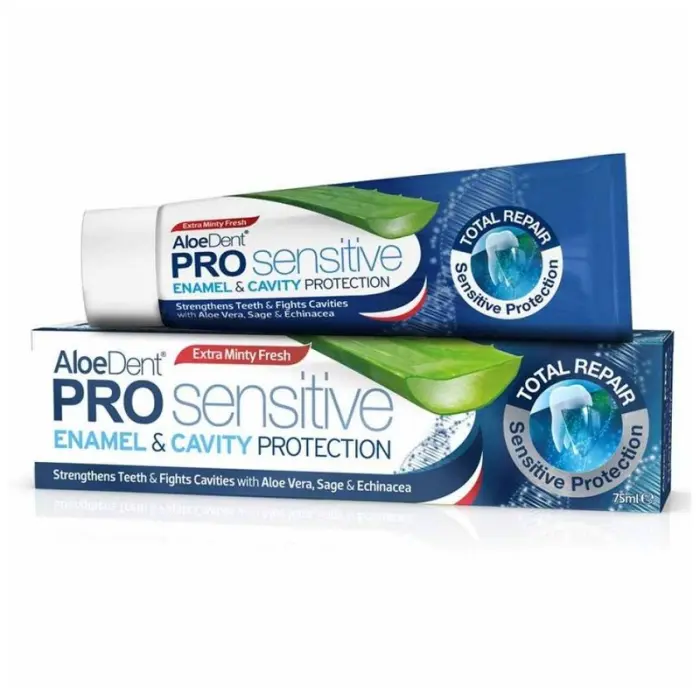 Extra Minty Fresh
AloeDent®
PRO sensitive
ENAMEL & CAVITY PROTECTION
Strengthens Teeth & Fights Cavities
with Aloe Vera, Sage & Echinacea
TOTAL REPAIR
Sensitive Protection
AloeDent®
Extra Minty Fresh
PRO sensitive
ENAMEL & CAVITY PROTECTION
Strengthens Teeth & Fights Cavities with Aloe Vera, Sage & Echinacea
TOTAL REPAIR
Sensitive Protection
75ml ℮